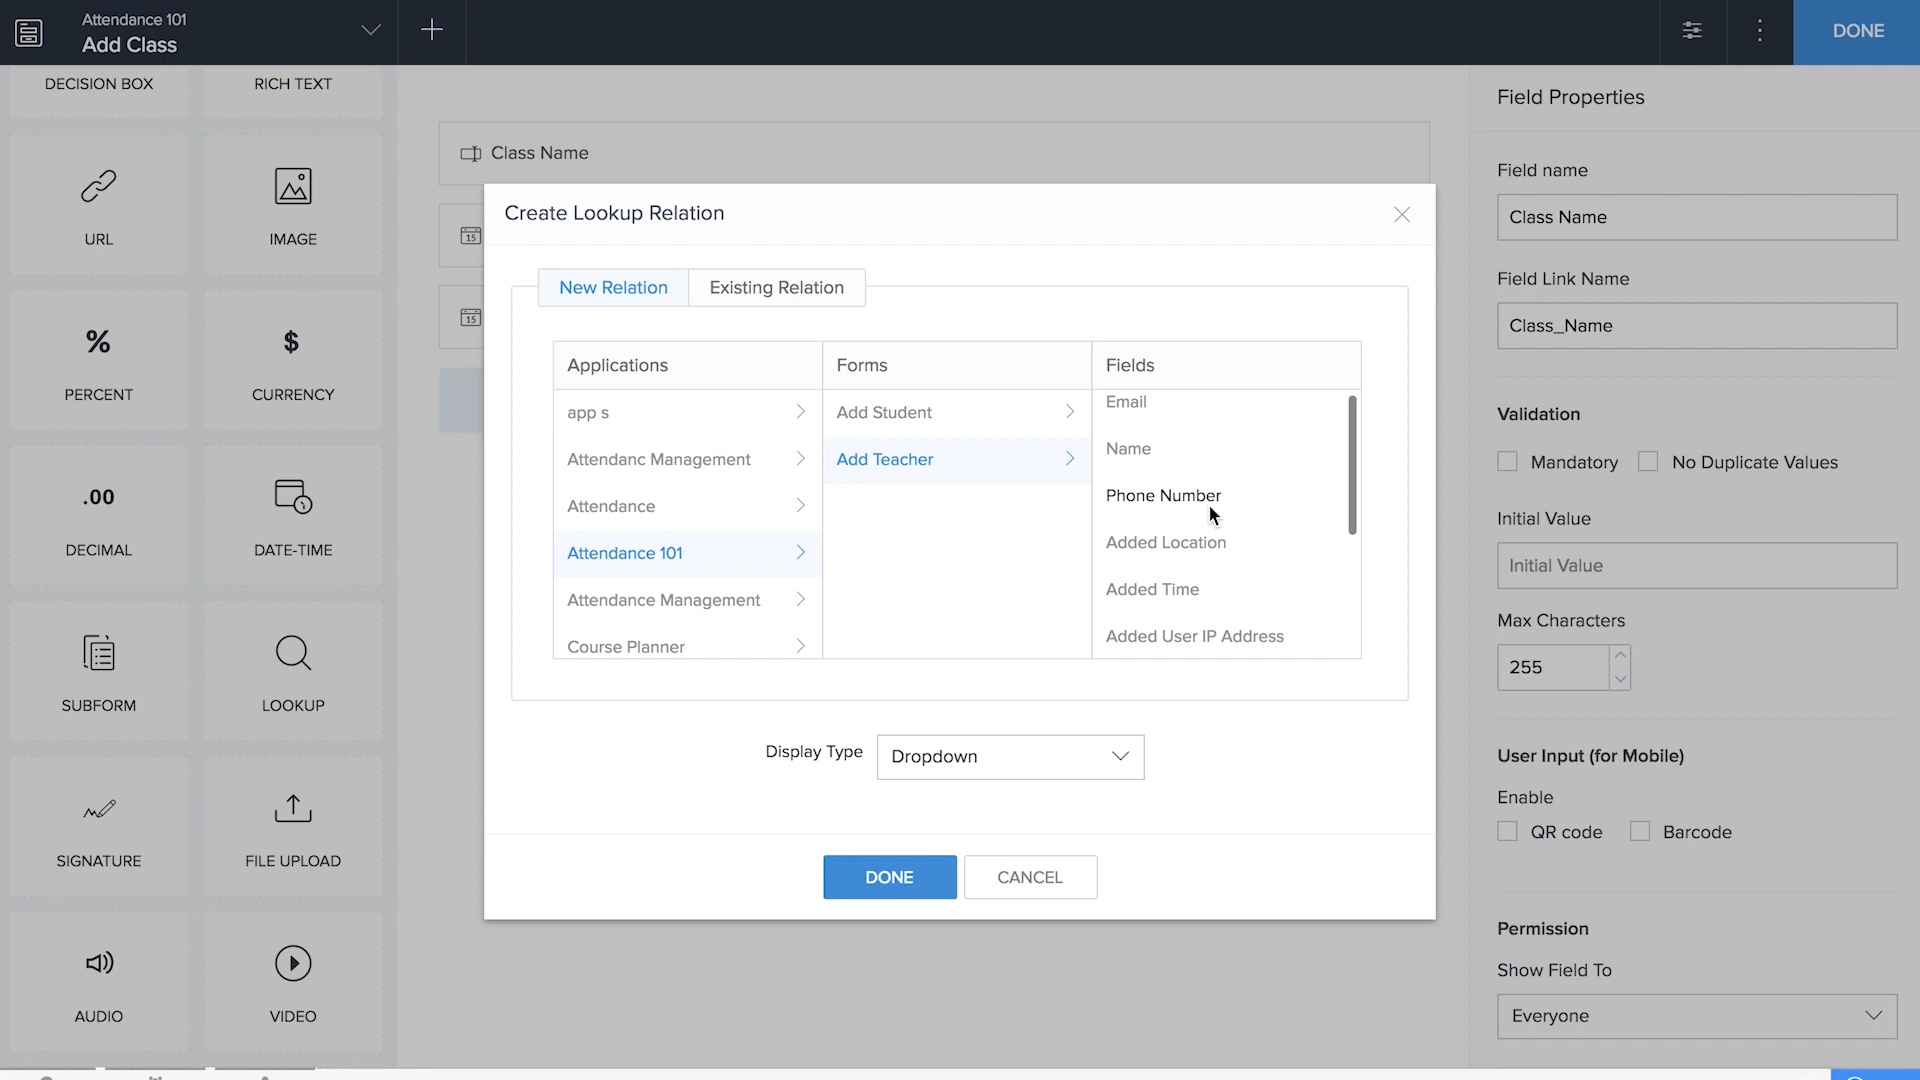 Attendance 101
Add Class
DONE
DECISION BOX
RICH TEXT
URL
IMAGE
%
$
PERCENT
CURRENCY
.00
DECIMAL
DATE-TIME
SUBFORM
LOOKUP
SIGNATURE
FILE UPLOAD
AUDIO
VIDEO
Class Name
15
15
Create Lookup Relation
New Relation
Existing Relation
Applications
Forms
Fields
app s
Attendanc Management
Attendance
Attendance 101
Attendance Management
Course Planner
Add Student
Add Teacher
Email
Name
Phone Number
Added Location
Added Time
Added User IP Address
Display Type
Dropdown
DONE
CANCEL
Field Properties
Field name
Class Name
Field Link Name
Class_Name
Validation
Mandatory
No Duplicate Values
Initial Value
Initial Value
Max Characters
255
User Input (for Mobile)
Enable
QR code
Barcode
Permission
Show Field To
Everyone